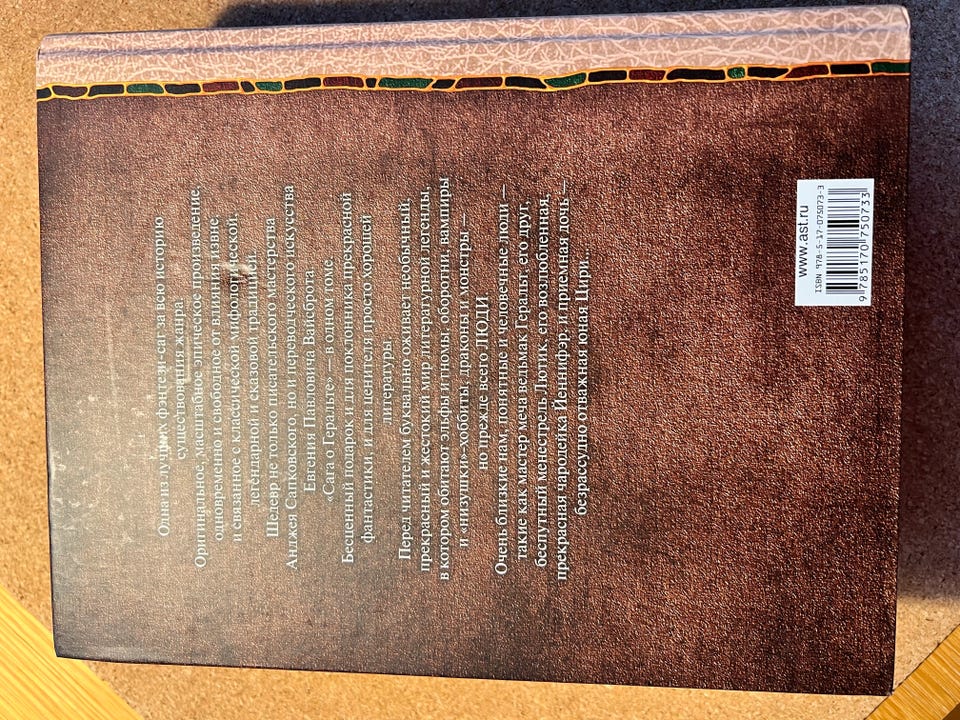 Одна из лучших фэнтези-саг за всю историю
существования жанра.
Оригинальное, масштабное эпическое произведение,
одновременно и свободное от влияния извне,
и связанное с классической мифологической,
легендарной и сказовой традицией.
Шедевр не только писательского мастерства
Анджея Сапковского, но и переводческого искусства
Евгения Павловича Вайсброта.
«Сага о Геральте» — в одном томе.
Бесценный подарок и для поклонника прекрасной
фантастики, и для ценителя просто хорошей
литературы.
Перед читателем буквально оживает необычный,
прекрасный и жестокий мир литературной легенды,
в котором обитают эльфы и гномы, оборотни, вампиры
и «низушки»-хоббиты, драконы и монстры —
но прежде всего ЛЮДИ.
Очень близкие нам, понятные и человечные люди —
такие как мастер меча ведьмак Геральт, его друг,
беспутный менестрель Лютик, его возлюбленная,
прекрасная чародейка Йеннифэр, и приемная дочь —
безрассудно отважная юная Цири.
www.ast.ru
ISBN 978-5-17-075073-3
9 785170 750733